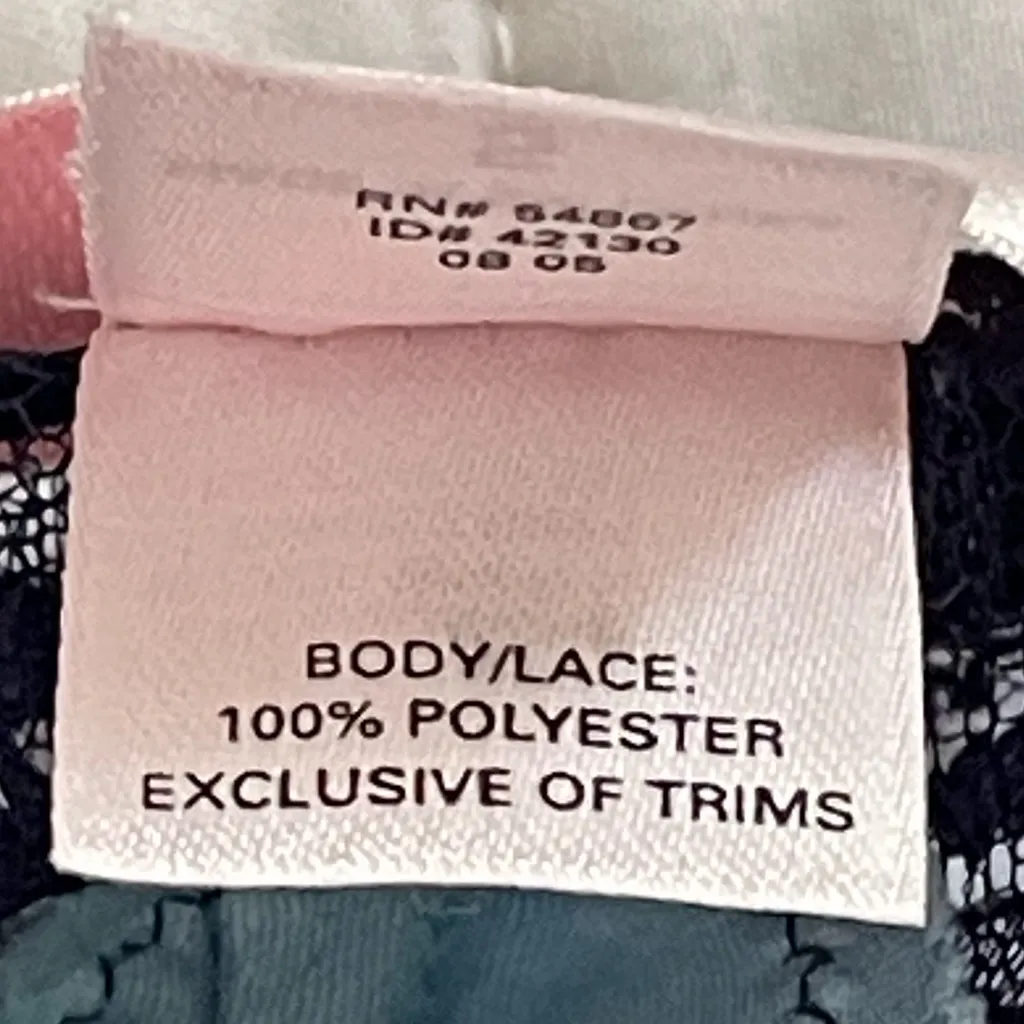 RN# 54867
ID# 42130
08 05
BODY/LACE:
100% POLYESTER
EXCLUSIVE OF TRIMS